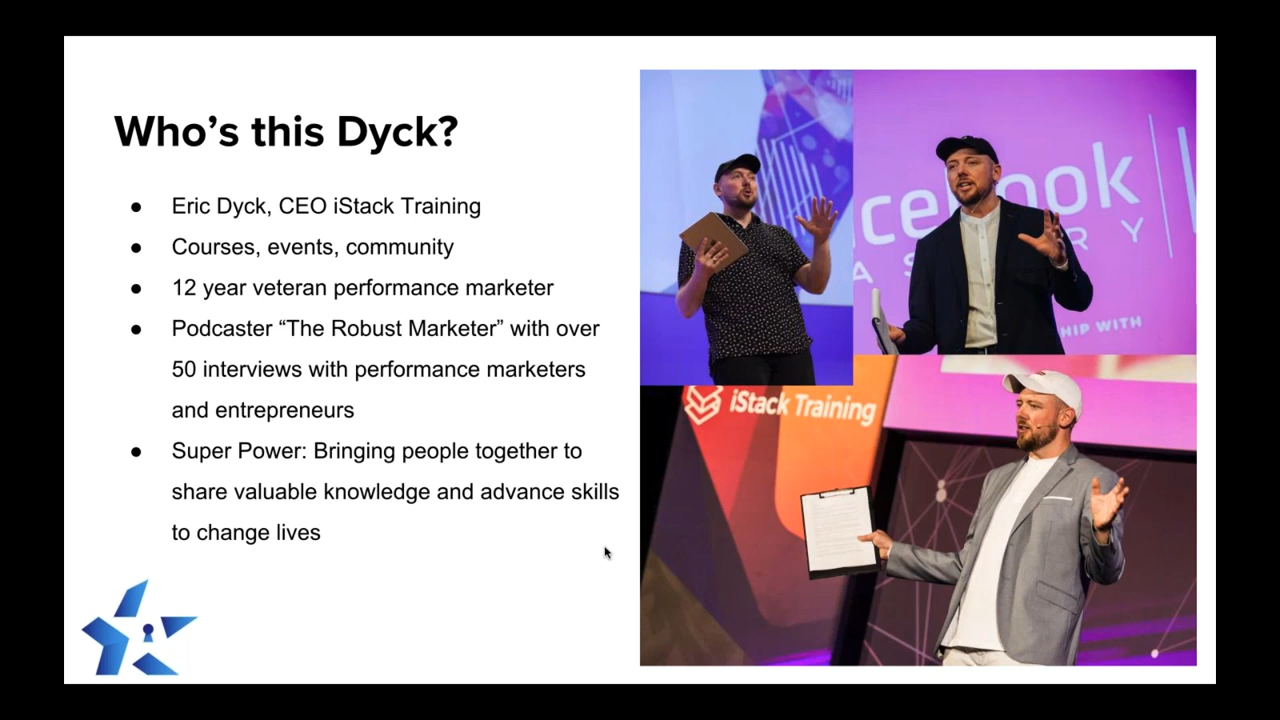 Who’s this Dyck?
● Eric Dyck, CEO iStack Training
● Courses, events, community
● 12 year veteran performance marketer
● Podcaster “The Robust Marketer” with over
50 interviews with performance marketers
and entrepreneurs
● Super Power: Bringing people together to
share valuable knowledge and advance skills
to change lives
cebook
A S R Y
HIP WITH
iStack Training